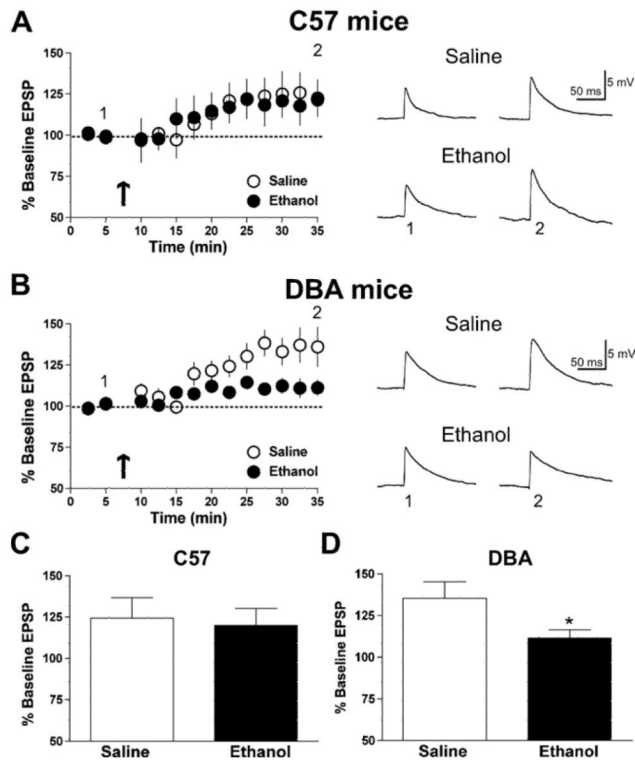 A
C57 mice
% Baseline EPSP
150
125
100
75
50
1
2
Saline
Ethanol
0 5 10 15 20 25 30 35
Time (min)
Saline
5 mV
50 ms
Ethanol
1 2
B
DBA mice
% Baseline EPSP
150
125
100
75
50
1
2
Saline
Ethanol
0 5 10 15 20 25 30 35
Time (min)
Saline
5 mV
50 ms
Ethanol
1 2
C
C57
% Baseline EPSP
150
125
100
75
50
Saline Ethanol
D
DBA
% Baseline EPSP
150
125
100
75
50
*
Saline Ethanol